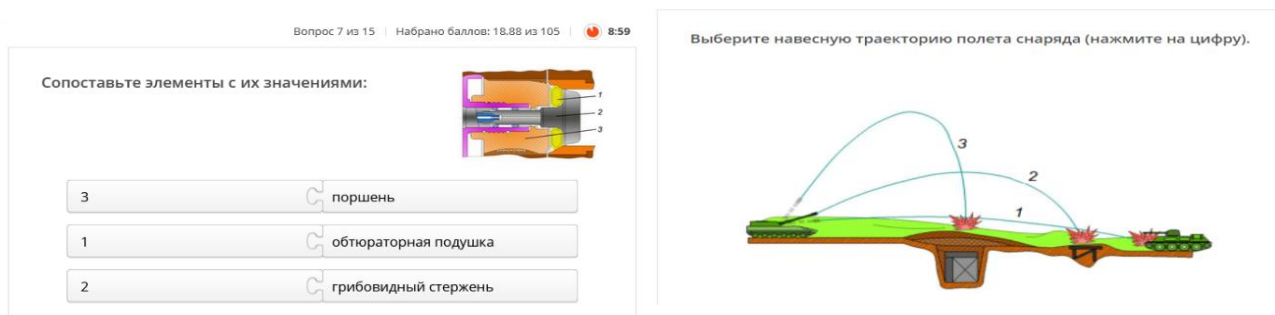 Вопрос 7 из 15 | Набрано баллов: 18.88 из 105 | 8:59
Сопоставьте элементы с их значениями:
1
2
3
3 поршень
1 обтюраторная подушка
2 грибовидный стержень
Выберите навесную траекторию полета снаряда (нажмите на цифру).
3
2
1